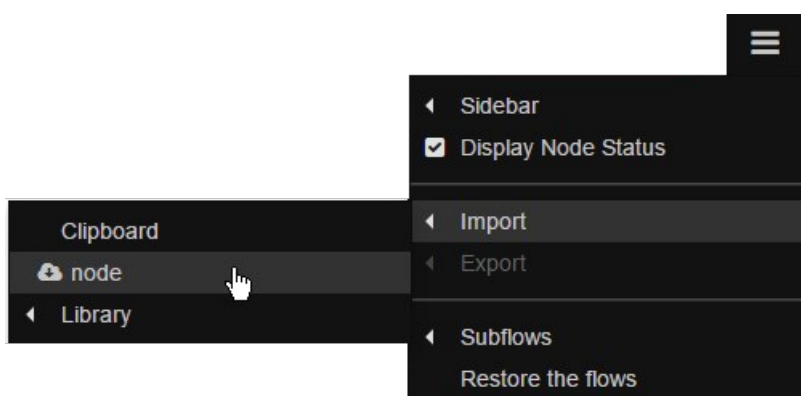 Sidebar
Display Node Status
Import
Export
Clipboard
node
Library
Subflows
Restore the flows